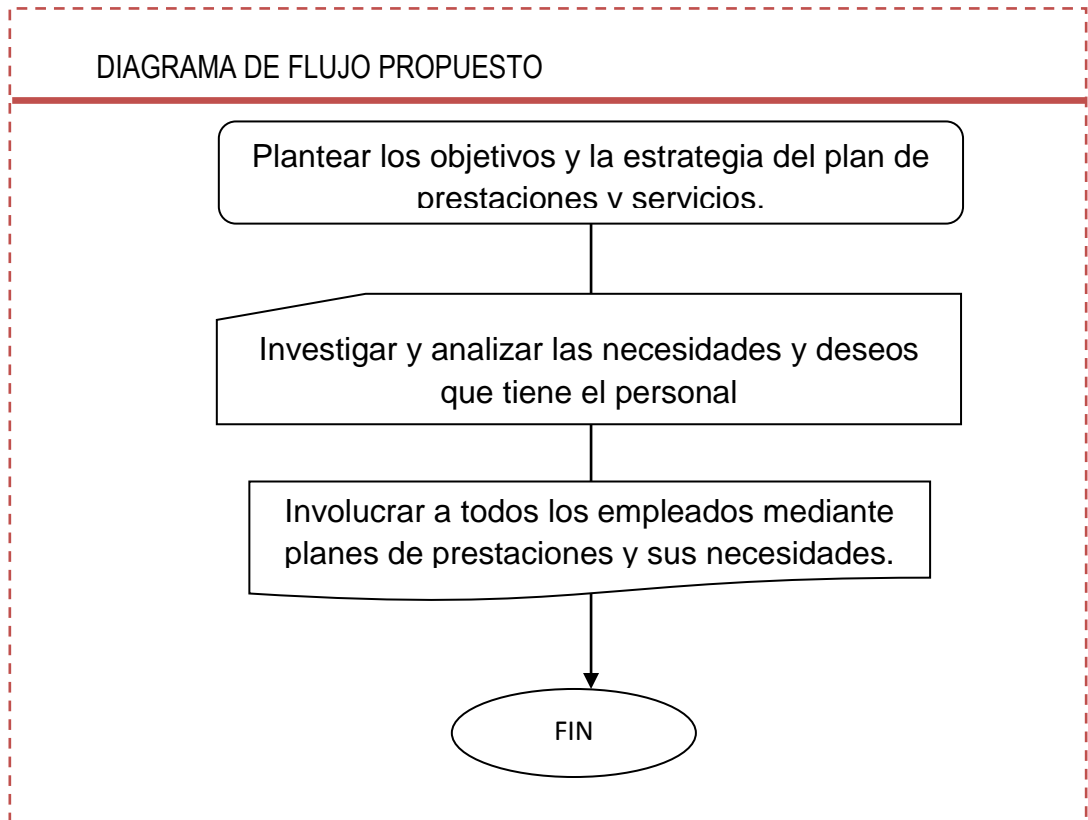 DIAGRAMA DE FLUJO PROPUESTO
Plantear los objetivos y la estrategia del plan de
prestaciones y servicios.
Investigar y analizar las necesidades y deseos
que tiene el personal
Involucrar a todos los empleados mediante
planes de prestaciones y sus necesidades.
FIN